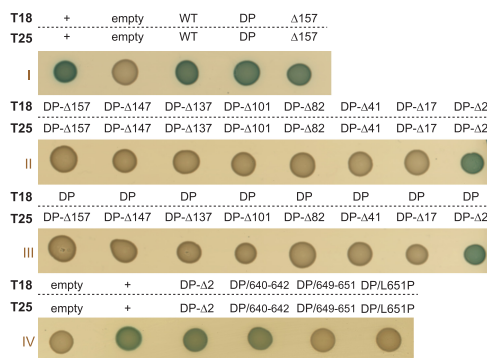 T18 + empty WT DP Δ157
T25 + empty WT DP Δ157
I
T18 DP-Δ157 DP-Δ147 DP-Δ137 DP-Δ101 DP-Δ82 DP-Δ41 DP-Δ17 DP-Δ2
T25 DP-Δ157 DP-Δ147 DP-Δ137 DP-Δ101 DP-Δ82 DP-Δ41 DP-Δ17 DP-Δ2
II
T18 DP DP DP DP DP DP DP DP
T25 DP-Δ157 DP-Δ147 DP-Δ137 DP-Δ101 DP-Δ82 DP-Δ41 DP-Δ17 DP-Δ2
III
T18 empty + DP-Δ2 DP/640-642 DP/649-651 DP/L651P
T25 empty + DP-Δ2 DP/640-642 DP/649-651 DP/L651P
IV